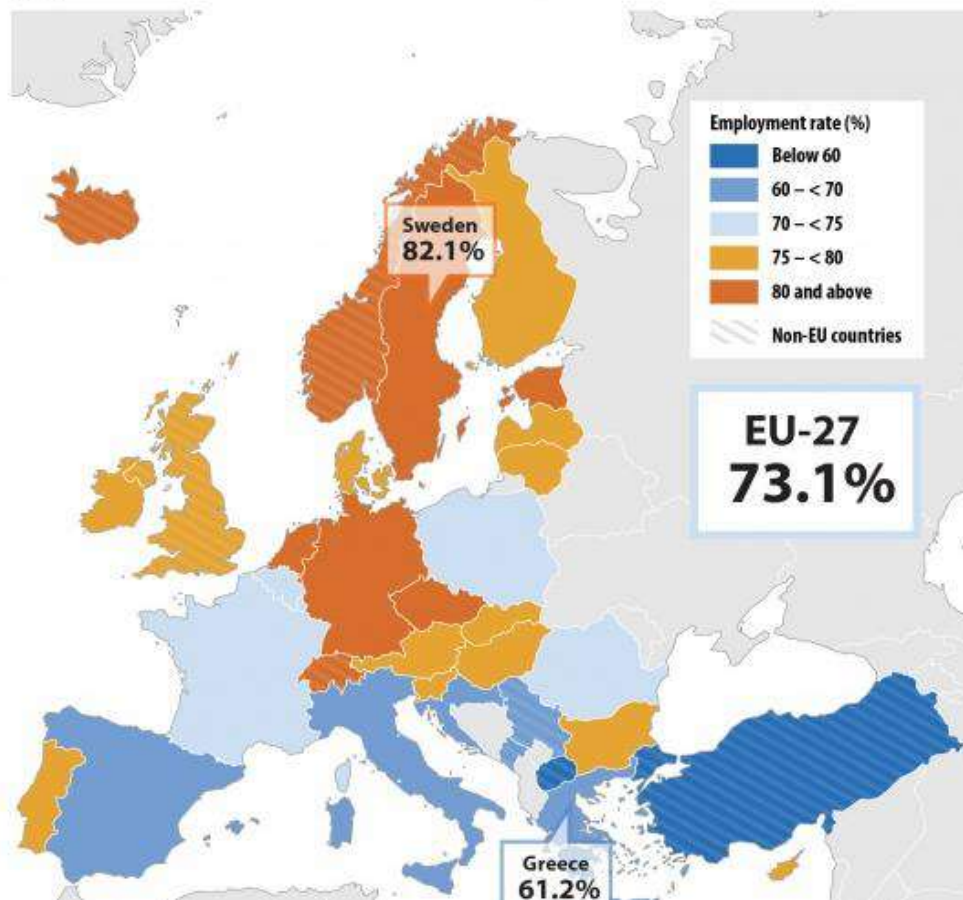 Employment rate (%)
Below 60
60 – < 70
70 – < 75
75 – < 80
80 and above
Non-EU countries
Sweden
82.1%
EU-27
73.1%
Greece
61.2%